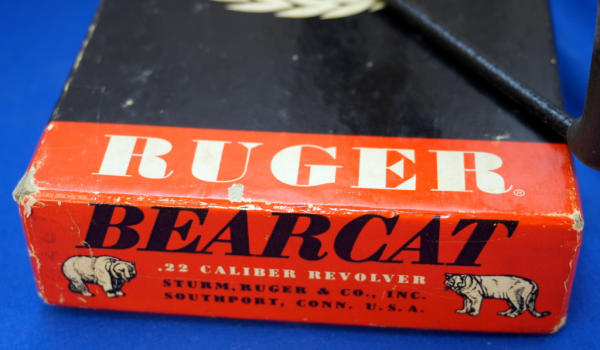 RUGER®
BEARCAT
.22 CALIBER REVOLVER
STURM, RUGER & CO., INC.
SOUTHPORT, CONN. U.S.A.